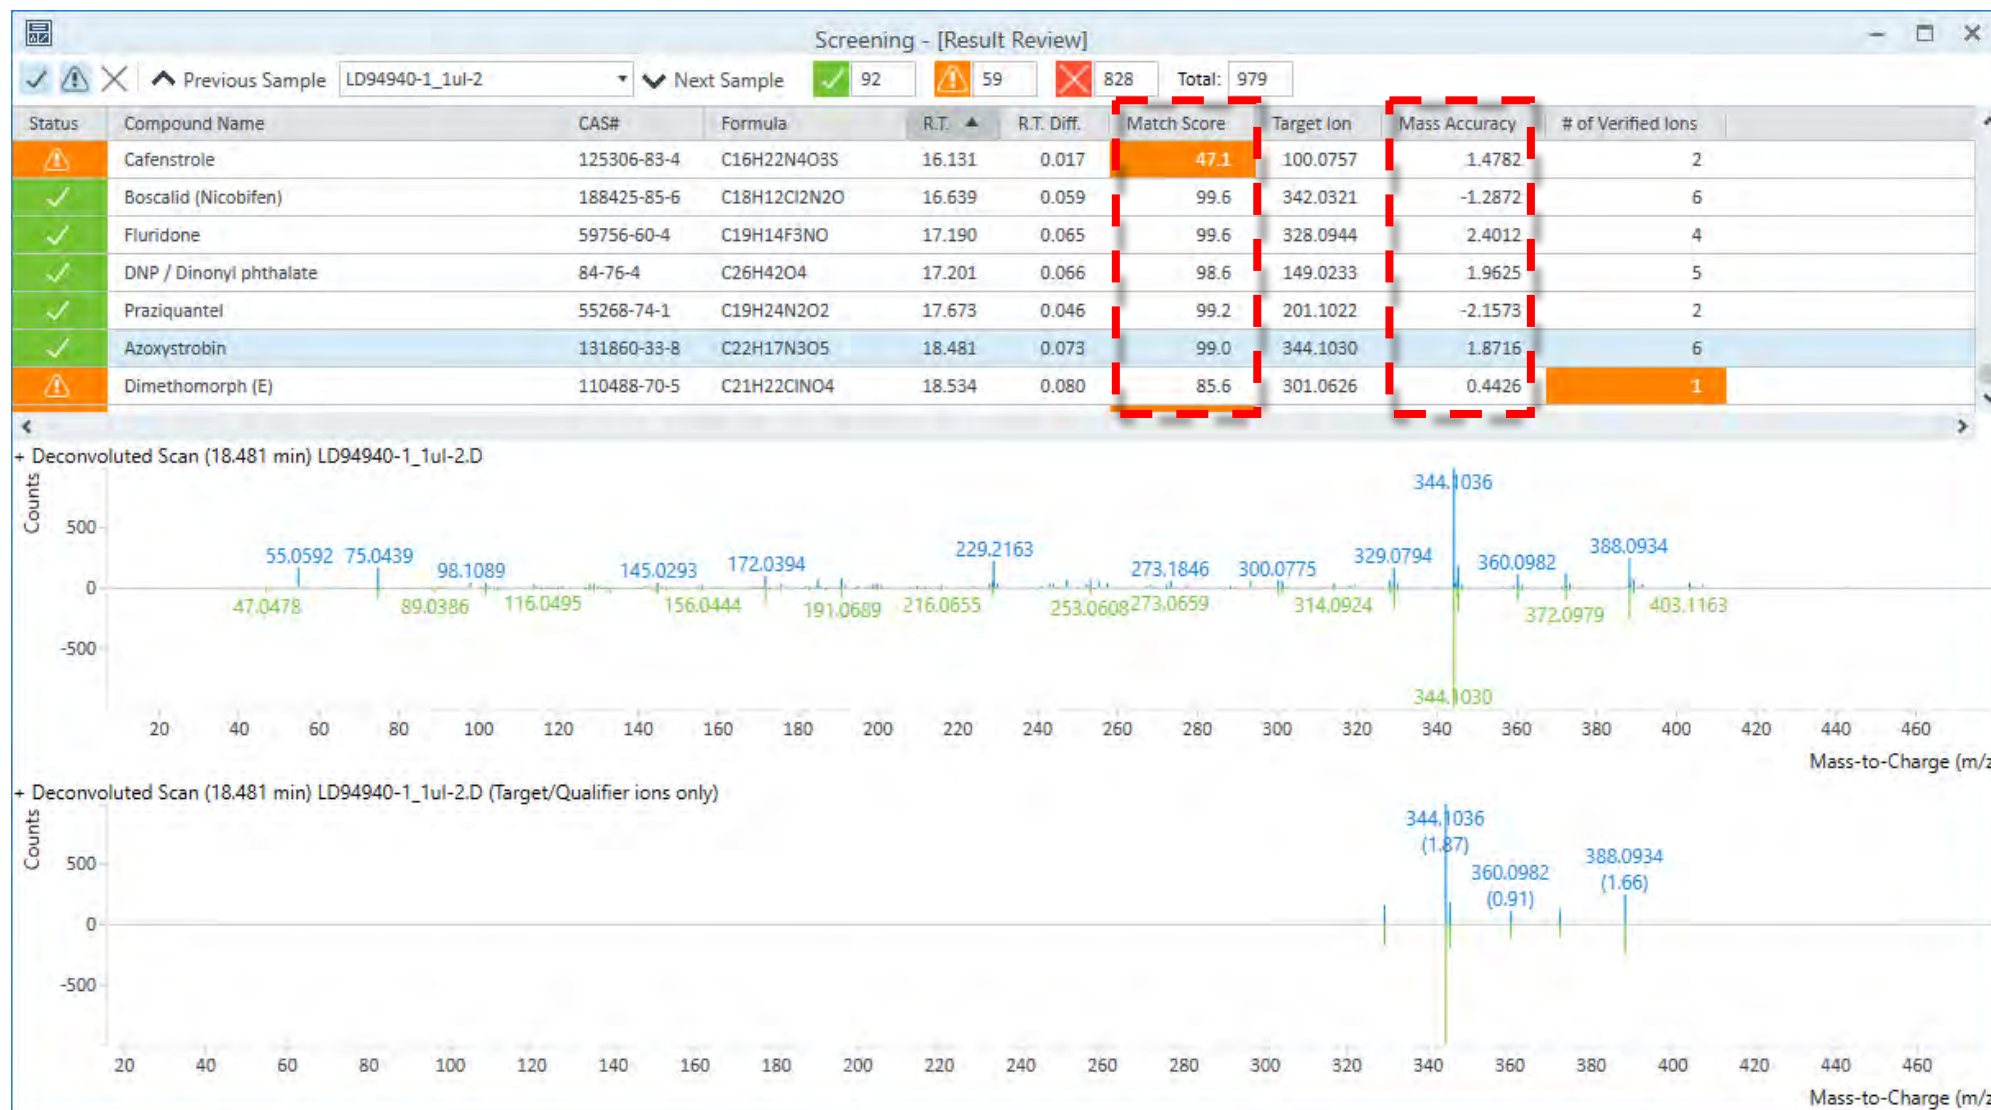 Screening - [Result Review]
Previous Sample LD94940-1_1ul-2 Next Sample 92 59 828 Total: 979
Status Compound Name CAS# Formula R.T. R.T. Diff. Match Score Target Ion Mass Accuracy # of Verified Ions
Cafenstrole 125306-83-4 C16H22N4O3S 16.131 0.017 47.1 100.0757 1.4782 2
Boscalid (Nicobifen) 188425-85-6 C18H12Cl2N2O 16.639 0.059 99.6 342.0321 -1.2872 6
Fluridone 59756-60-4 C19H14F3NO 17.190 0.065 99.6 328.0944 2.4012 4
DNP / Dinonyl phthalate 84-76-4 C26H42O4 17.201 0.066 98.6 149.0233 1.9625 5
Praziquantel 55268-74-1 C19H24N2O2 17.673 0.046 99.2 201.1022 -2.1573 2
Azoxystrobin 131860-33-8 C22H17N3O5 18.481 0.073 99.0 344.1030 1.8716 6
Dimethomorph (E) 110488-70-5 C21H22ClNO4 18.534 0.080 85.6 301.0626 0.4426 1
+ Deconvoluted Scan (18.481 min) LD94940-1_1ul-2.D
Counts
344.1036
500
55.0592 75.0439 98.1089 145.0293 172.0394 229.2163 273.1846 300.0775 329.0794 360.0982 388.0934
0
47.0478 89.0386 116.0495 156.0444 191.0689 216.0655 253.0608 273.0659 314.0924 372.0979 403.1163
-500
344.1030
20 40 60 80 100 120 140 160 180 200 220 240 260 280 300 320 340 360 380 400 420 440 460
Mass-to-Charge (m/z
+ Deconvoluted Scan (18.481 min) LD94940-1_1ul-2.D (Target/Qualifier ions only)
Counts
344.1036
(1.87)
500
360.0982
(0.91)
388.0934
(1.66)
0
-500
20 40 60 80 100 120 140 160 180 200 220 240 260 280 300 320 340 360 380 400 420 440 460
Mass-to-Charge (m/z